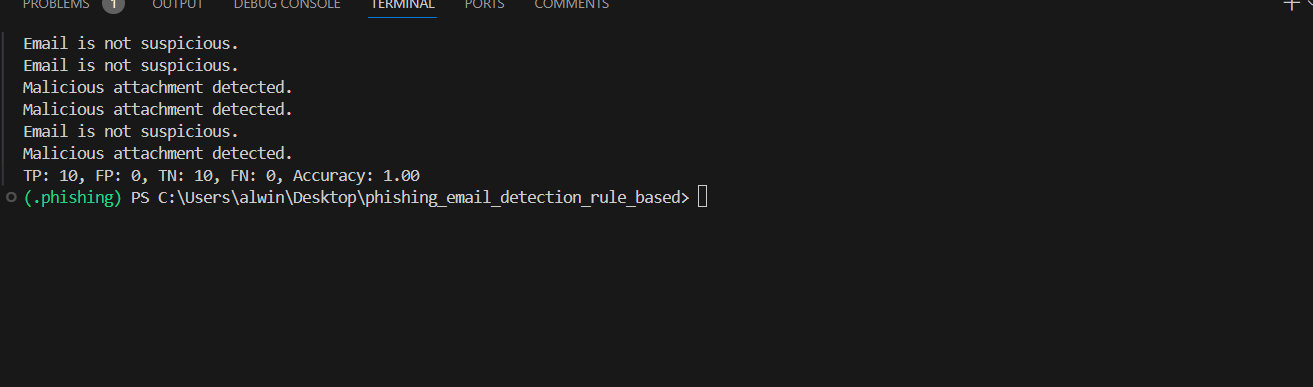 PROBLEMS 1 OUTPUT DEBUG CONSOLE TERMINAL PORTS COMMENTS
Email is not suspicious.
Email is not suspicious.
Malicious attachment detected.
Malicious attachment detected.
Email is not suspicious.
Malicious attachment detected.
TP: 10, FP: 0, TN: 10, FN: 0, Accuracy: 1.00
(.phishing) PS C:\Users\alwin\Desktop\phishing_email_detection_rule_based>